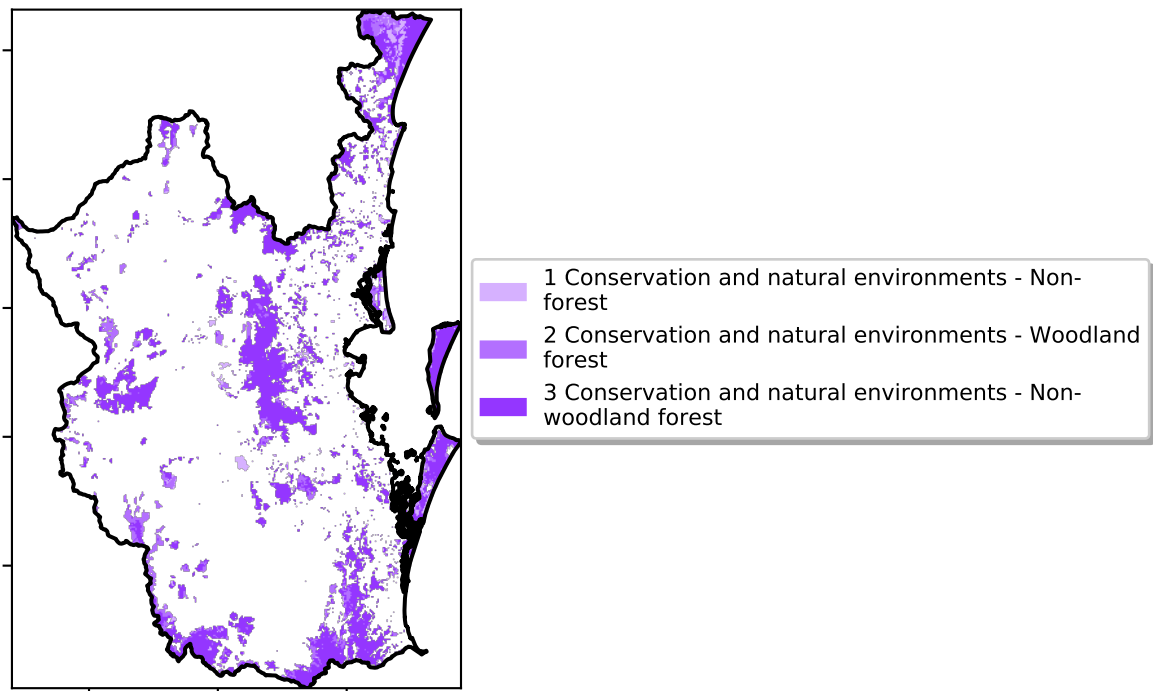 1 Conservation and natural environments - Non-
forest
2 Conservation and natural environments - Woodland
forest
3 Conservation and natural environments - Non-
woodland forest